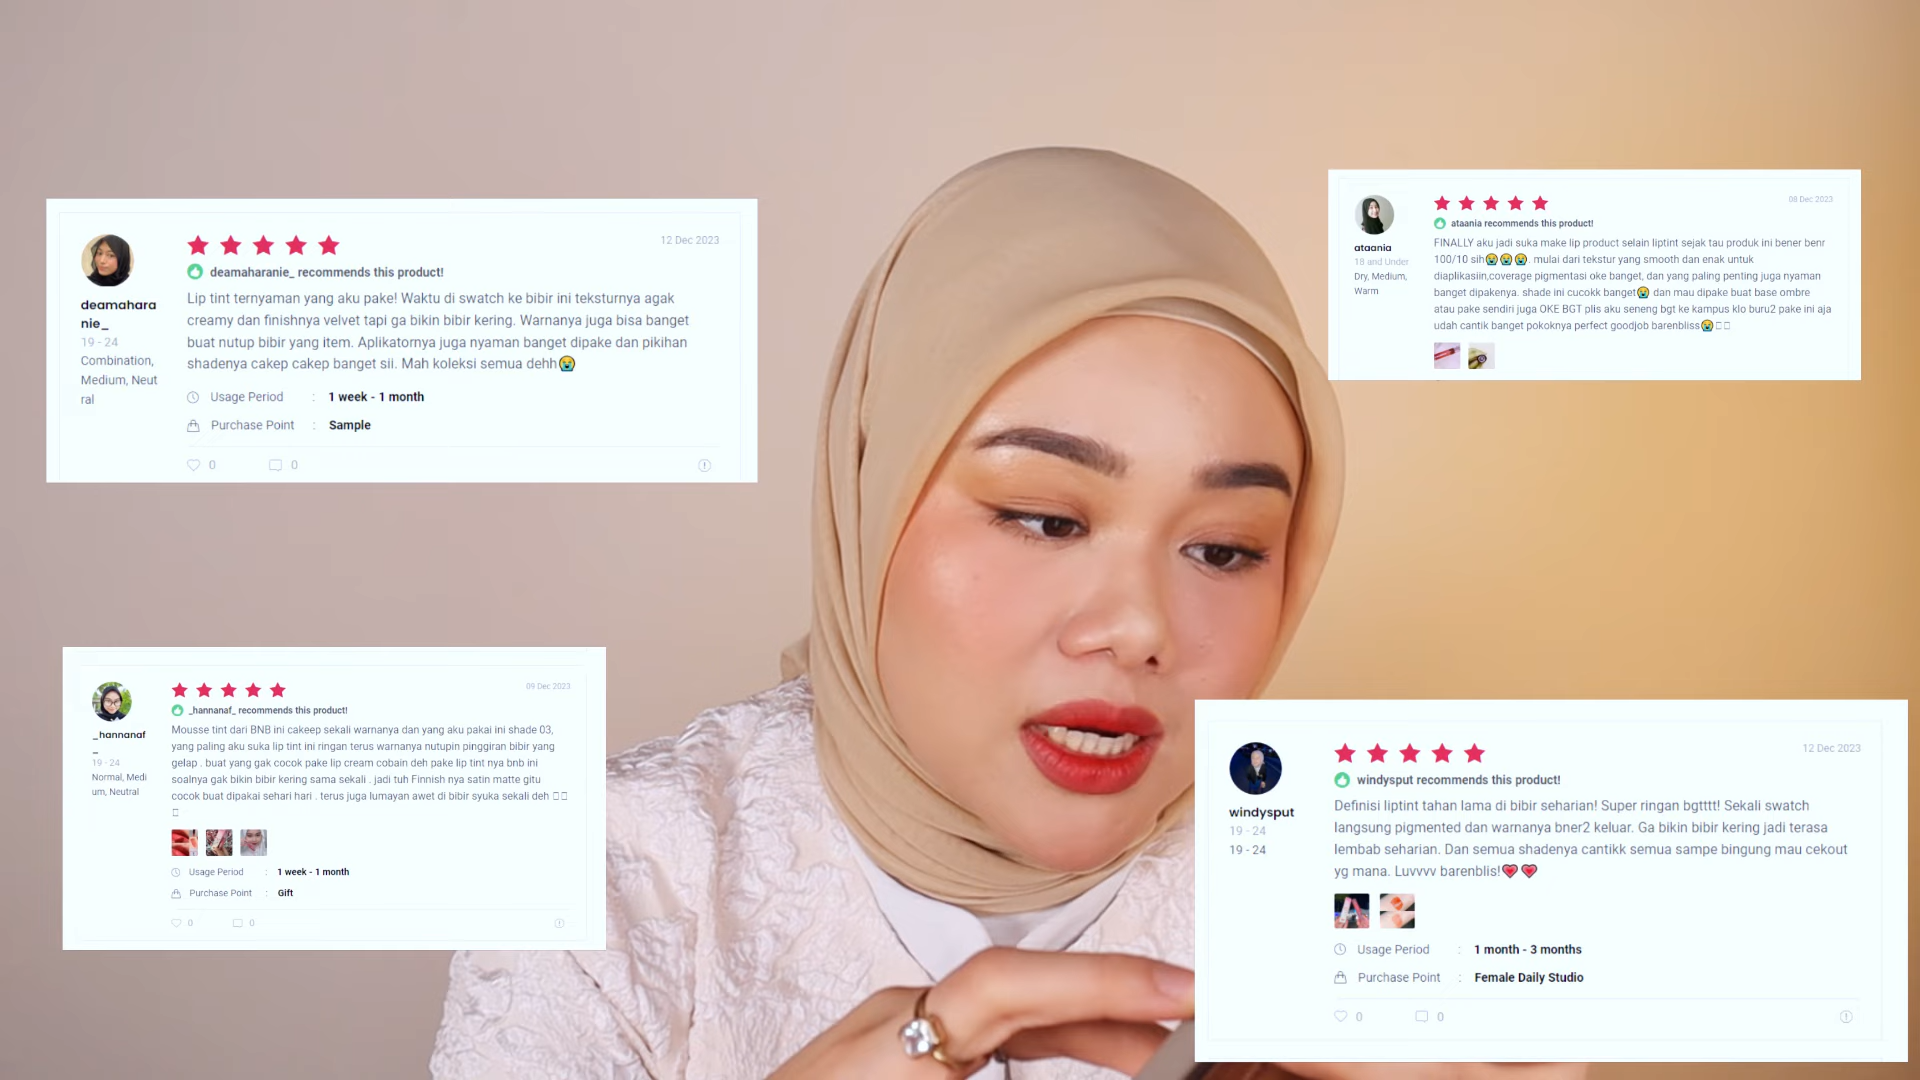 deamahara
nie_
19 - 24
Combination,
Medium, Neut
ral
12 Dec 2023
deamaharanie_ recommends this product!
Lip tint ternyaman yang aku pake! Waktu di swatch ke bibir ini teksturnya agak
creamy dan finishnya velvet tapi ga bikin bibir kering. Warnanya juga bisa banget
buat nutup bibir yang item. Aplikatornya juga nyaman banget dipake dan pikihan
shadenya cakep cakep banget sii. Mah koleksi semua dehh😭
Usage Period : 1 week - 1 month
Purchase Point : Sample
0 0
ataania
18 and Under
Dry, Medium,
Warm
08 Dec 2023
ataania recommends this product!
FINALLY aku jadi suka make lip product selain liptint sejak tau produk ini bener benr
100/10 sih😭😭😭. mulai dari tekstur yang smooth dan enak untuk
diaplikasiin,coverage pigmentasi oke banget, dan yang paling penting juga nyaman
banget dipakenya. shade ini cucokk banget😭 dan mau dipake buat base ombre
atau pake sendiri juga OKE BGT plis aku seneng bgt ke kampus klo buru2 pake ini aja
udah cantik banget pokoknya perfect goodjob barenbliss😭
_hannanaf
_
19 - 24
Normal, Medi
um, Neutral
09 Dec 2023
_hannanaf_ recommends this product!
Mousse tint dari BNB ini cakeep sekali warnanya dan yang aku pakai ini shade 03,
yang paling aku suka lip tint ini ringan terus warnanya nutupin pinggiran bibir yang
gelap . buat yang gak cocok pake lip cream cobain deh pake lip tint nya bnb ini
soalnya gak bikin bibir kering sama sekali . jadi tuh Finnish nya satin matte gitu
cocok buat dipakai sehari hari . terus juga lumayan awet di bibir syuka sekali deh
Usage Period : 1 week - 1 month
Purchase Point : Gift
0 0
windysput
19 - 24
19 - 24
12 Dec 2023
windysput recommends this product!
Definisi liptint tahan lama di bibir seharian! Super ringan bgtttt! Sekali swatch
langsung pigmented dan warnanya bner2 keluar. Ga bikin bibir kering jadi terasa
lembab seharian. Dan semua shadenya cantikk semua sampe bingung mau cekout
yg mana. Luvvvv barenblis!💗💗
Usage Period : 1 month - 3 months
Purchase Point : Female Daily Studio
0 0